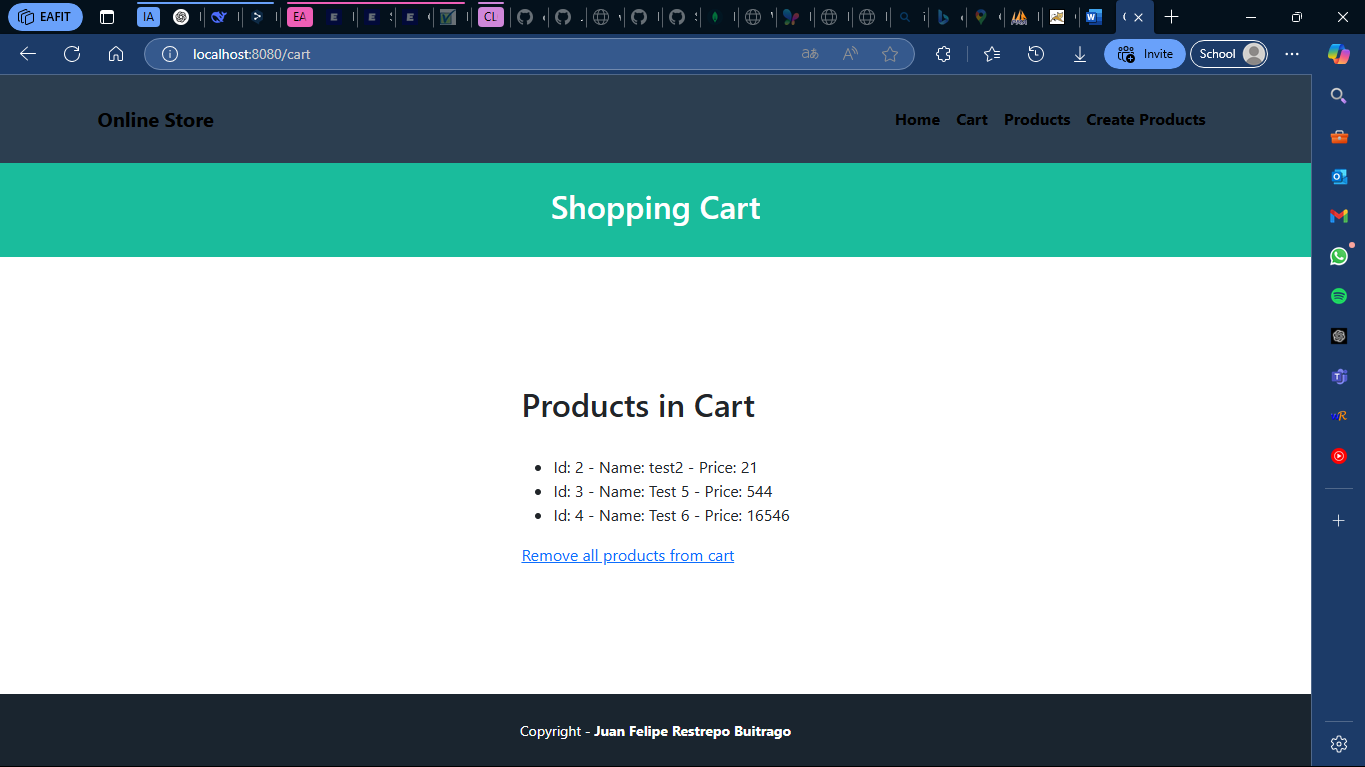 EAFIT
IA
EA
CL
localhost:8080/cart
Invite
School
Online Store
Home Cart Products Create Products
Shopping Cart
Products in Cart
Id: 2 - Name: test2 - Price: 21
Id: 3 - Name: Test 5 - Price: 544
Id: 4 - Name: Test 6 - Price: 16546
Remove all products from cart
Copyright - Juan Felipe Restrepo Buitrago